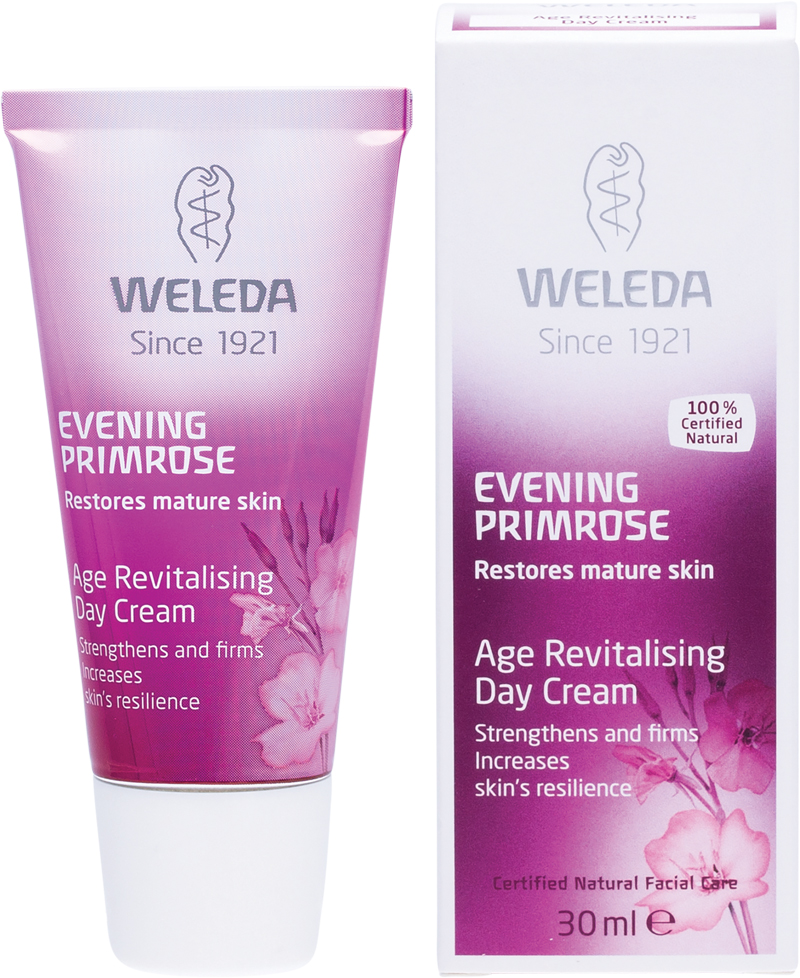 WELEDA
Since 1921
EVENING
PRIMROSE
Restores mature skin
Age Revitalising
Day Cream
Strengthens and firms
Increases
skin's resilience
Age Revitalising
Day Cream
WELEDA
Since 1921
100%
Certified
Natural
EVENING
PRIMROSE
Restores mature skin
Age Revitalising
Day Cream
Strengthens and firms
Increases
skin's resilience
Certified Natural Facial Care
30 ml ℮